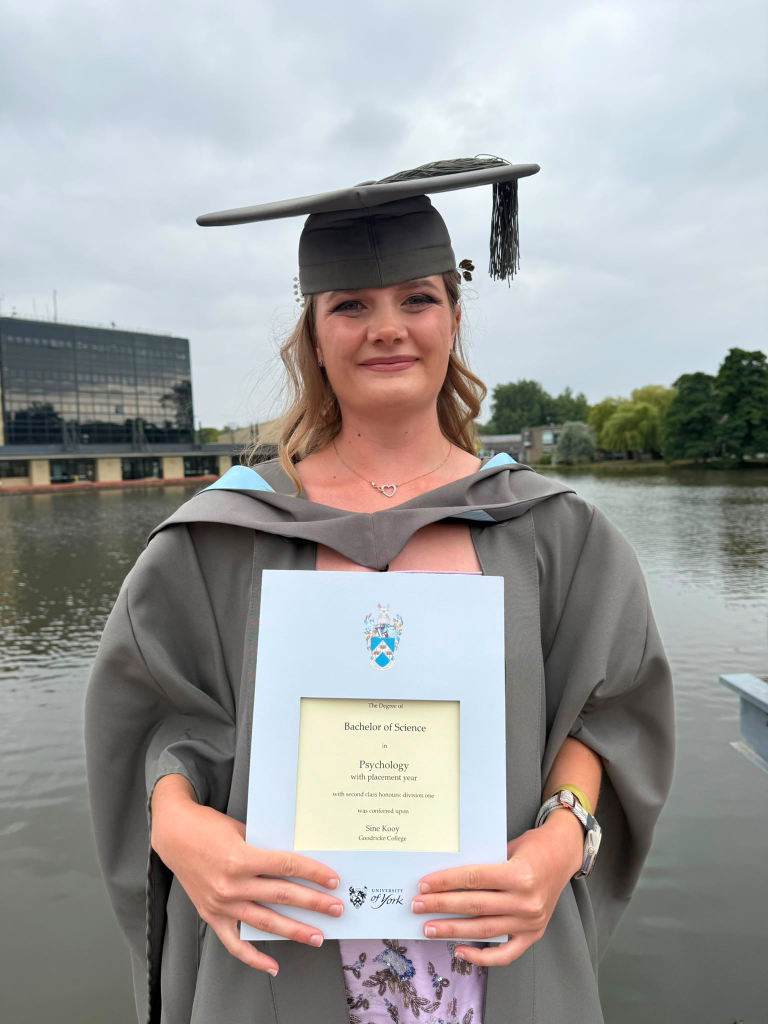 The Degree of
Bachelor of Science
in
Psychology
with placement year
with second class honours: division one
was conferred upon
Sine Kooy
Goodricke College
UNIVERSITY
of York